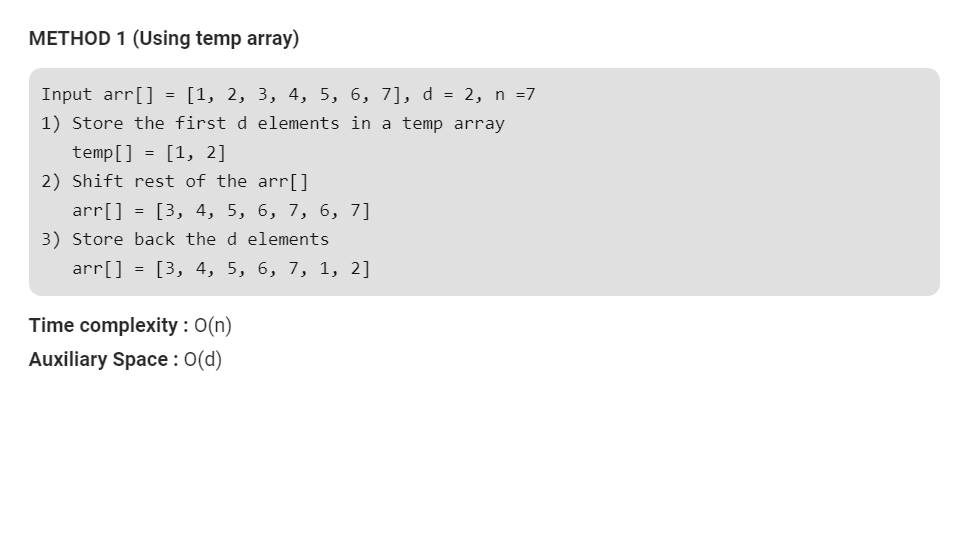 METHOD 1 (Using temp array)
Input arr[] = [1, 2, 3, 4, 5, 6, 7], d = 2, n =7
1) Store the first d elements in a temp array
   temp[] = [1, 2]
2) Shift rest of the arr[]
   arr[] = [3, 4, 5, 6, 7, 6, 7]
3) Store back the d elements
   arr[] = [3, 4, 5, 6, 7, 1, 2]
Time complexity : O(n)
Auxiliary Space : O(d)